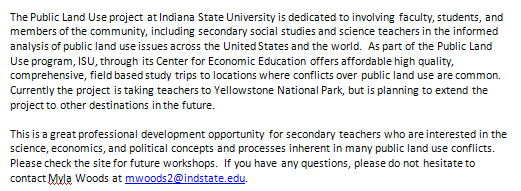 The Public Land Use project at Indiana State University is dedicated to involving faculty, students, and
members of the community, including secondary social studies and science teachers in the informed
analysis of public land use issues across the United States and the world.  As part of the Public Land
Use program, ISU, through its Center for Economic Education offers affordable high quality,
comprehensive, field based study trips to locations where conflicts over public land use are common.
Currently the project is taking teachers to Yellowstone National Park, but is planning to extend the
project to other destinations in the future.

This is a great professional development opportunity for secondary teachers who are interested in the
science, economics, and political concepts and processes inherent in many public land use conflicts.
Please check the site for future workshops.  If you have any questions, please do not hesitate to
contact Myla Woods at mwoods2@indstate.edu.